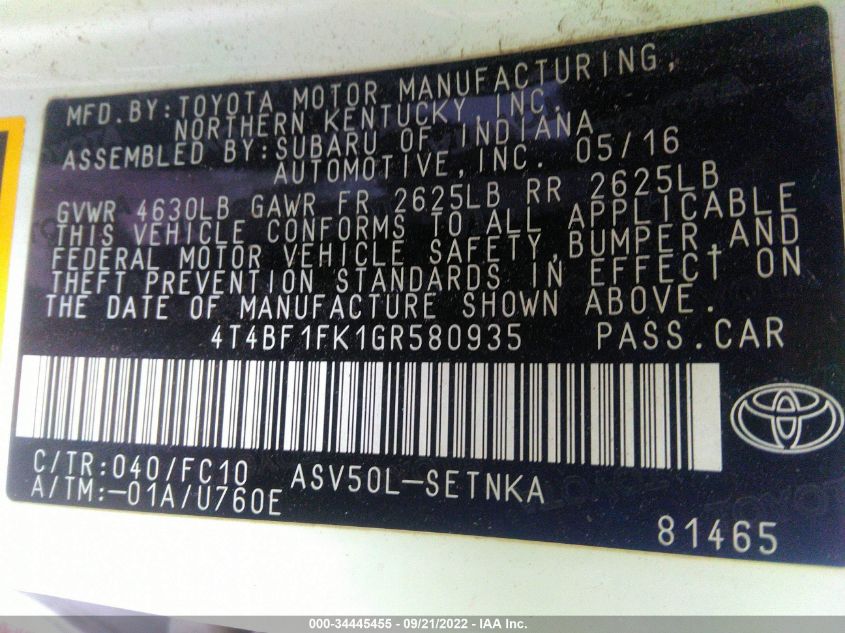 MFD.BY:TOYOTA MOTOR MANUFACTURING,
NORTHERN KENTUCKY, INC.
ASSEMBLED BY:SUBARU OF INDIANA
AUTOMOTIVE,INC. 05/16
GVWR 4630LB GAWR FR 2625LB RR 2625LB
THIS VEHICLE CONFORMS TO ALL APPLICABLE
FEDERAL MOTOR VEHICLE SAFETY,BUMPER,AND
THEFT PREVENTION STANDARDS IN EFFECT ON
THE DATE OF MANUFACTURE SHOWN ABOVE.
4T4BF1FK1GR580935 PASS.CAR
C/TR:040/FC10 ASV50L-SETNKA
A/TM:-01A/U760E
81465
000-34445455 - 09/21/2022 - IAA Inc.